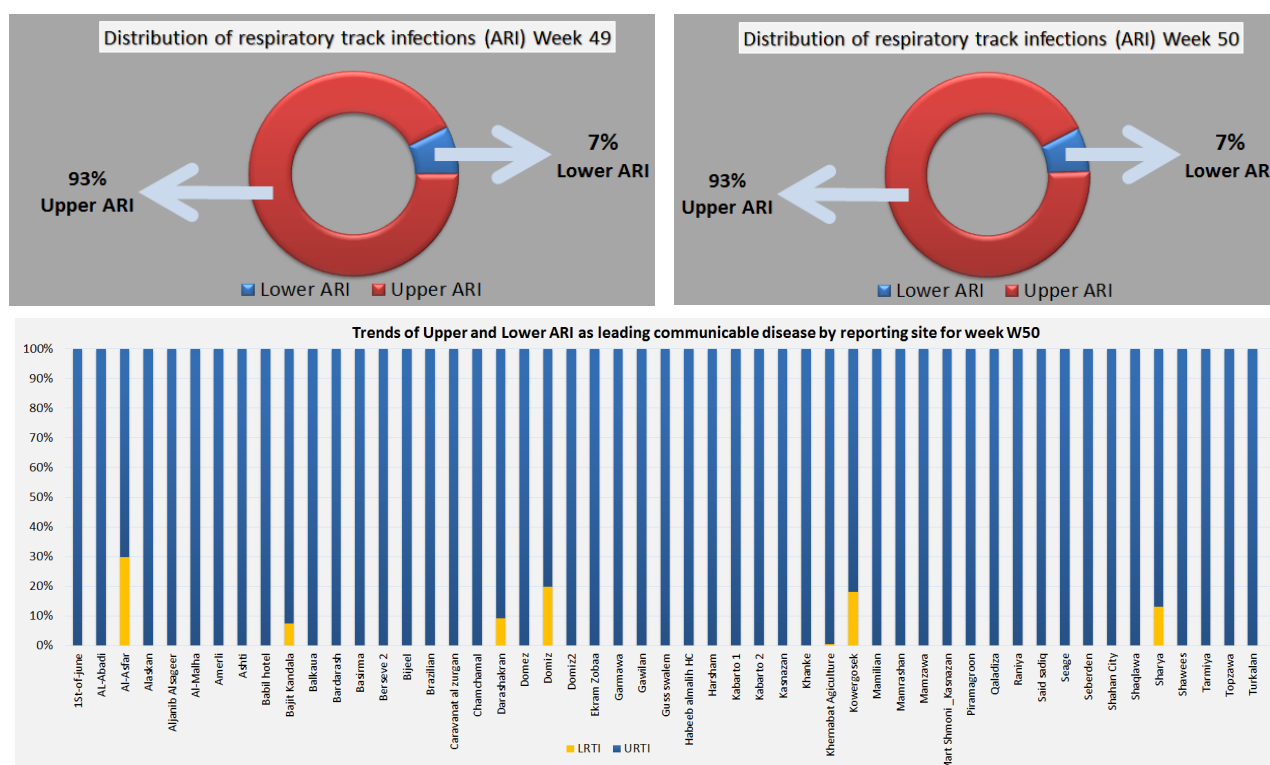 Distribution of respiratory track infections (ARI) Week 49
93%
Upper ARI
7%
Lower ARI
Lower ARI
Upper ARI
Distribution of respiratory track infections (ARI) Week 50
93%
Upper ARI
7%
Lower AR
Lower ARI
Upper ARI
Trends of Upper and Lower ARI as leading communicable disease by reporting site for week W50
100%
90%
80%
70%
60%
50%
40%
30%
20%
10%
0%
1St-of-june
AL-Abadi
Al-Asfar
Alaskan
Aljanib Alsageer
Al-Malha
Amerli
Ashti
Babil hotel
Bajit Kandala
Balkaua
Bardarash
Basirma
Berseve 2
Bijeel
Brazilian
Caravanat al zurgan
Chamchamal
Darashakran
Domez
Domiz
Domiz2
Ekram Zobaa
Garmawa
Gawilan
Guss swalem
Habeeb almalih HC
Harsham
Kabarto 1
Kabarto 2
Kasnazan
Khanke
Khernabat Agiculture
Kowergosek
Mamilian
Mamrashan
Mamzawa
Mart Shmoni _Kasnazzan
Piramagroon
Qaladiza
Raniya
Said sadiq
Seage
Seberden
Shahan City
Shaqlawa
Sharya
Shawees
Tarmiya
Topzawa
Turkalan
LRTI
URTI